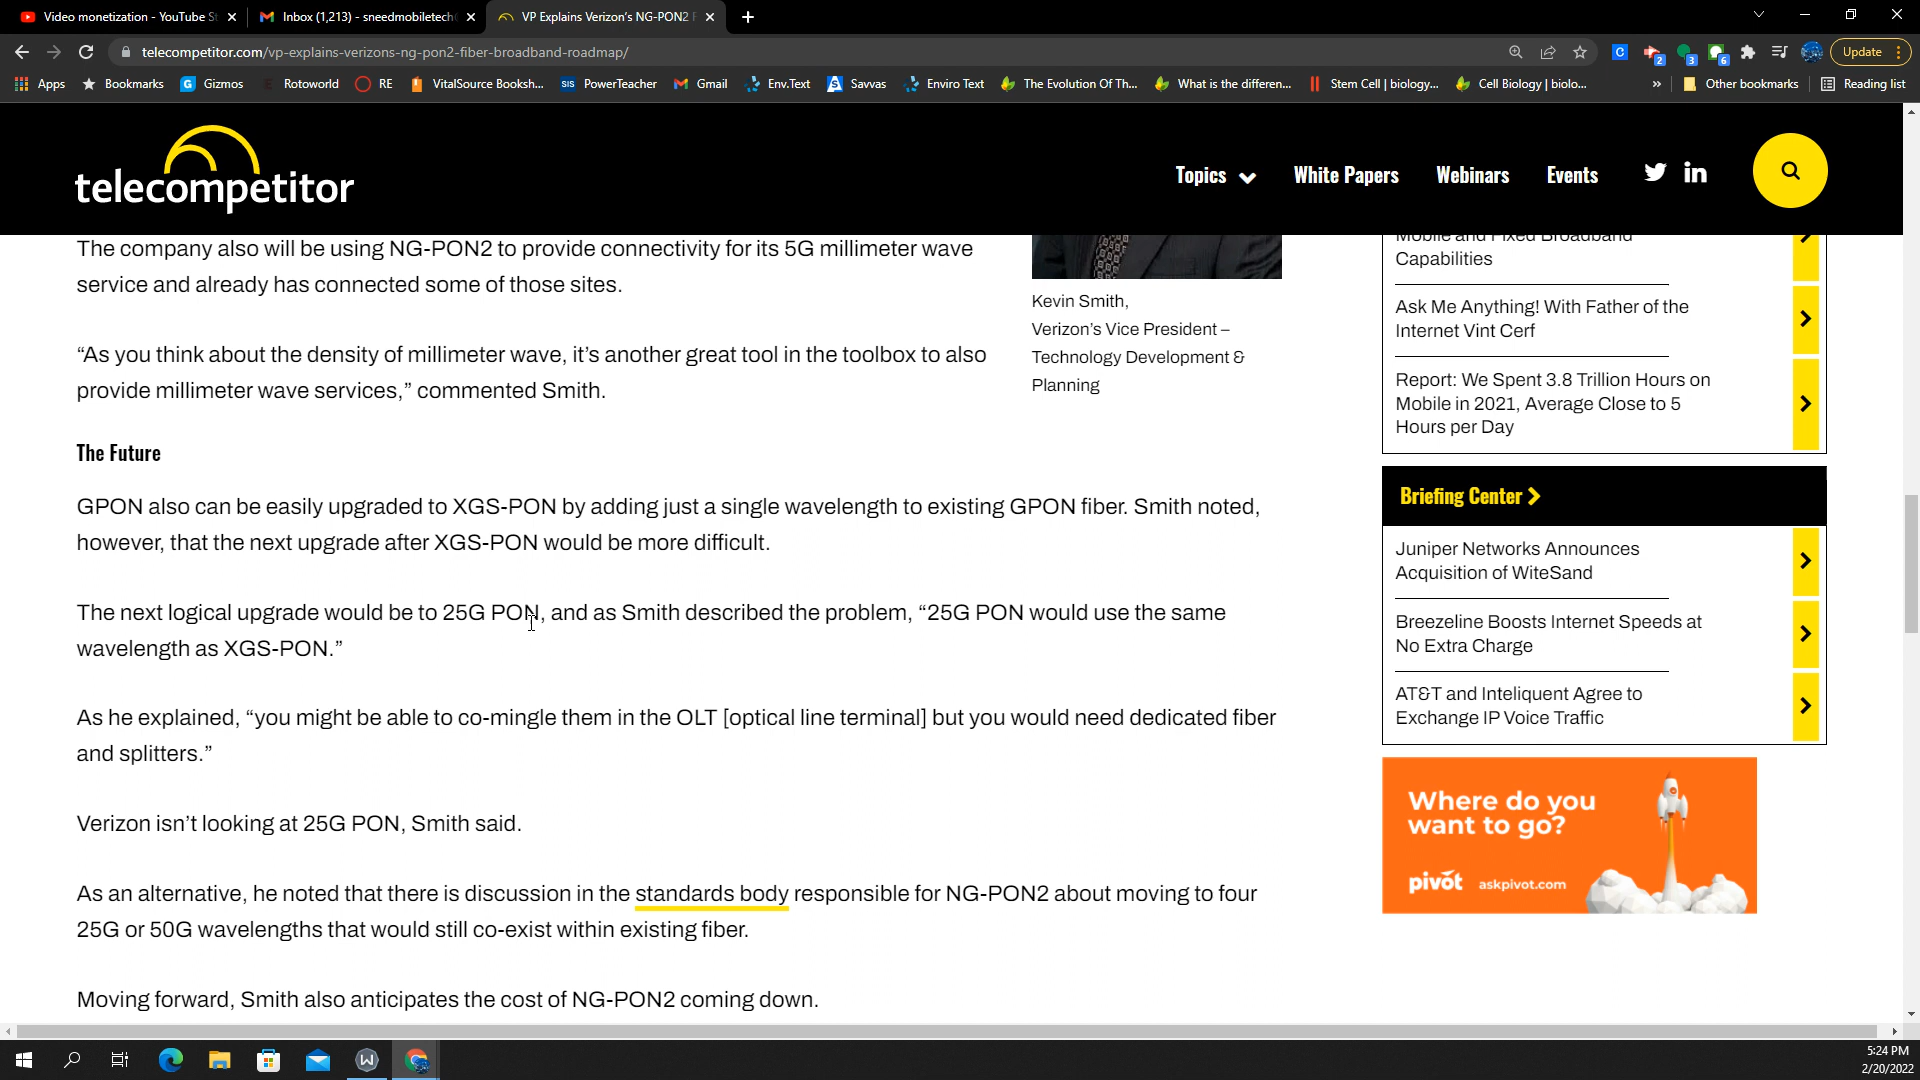 Video monetization - YouTube S
Inbox (1,213) - sneedmobiletech
VP Explains Verizon's NG-PON2 F
telecompetitor.com/vp-explains-verizons-ng-pon2-fiber-broadband-roadmap/
2
3
6
Update
Apps
Bookmarks
Gizmos
Rotoworld
RE
VitalSource Booksh...
SIS
PowerTeacher
Gmail
Env.Text
Savvas
Enviro Text
The Evolution Of Th...
What is the differen...
Stem Cell | biology...
Cell Biology | biolo...
»
Other bookmarks
Reading list
telecompetitor
Topics
White Papers
Webinars
Events
The company also will be using NG-PON2 to provide connectivity for its 5G millimeter wave
service and already has connected some of those sites.
“As you think about the density of millimeter wave, it’s another great tool in the toolbox to also
provide millimeter wave services,” commented Smith.
Kevin Smith,
Verizon’s Vice President –
Technology Development &
Planning
The Future
GPON also can be easily upgraded to XGS-PON by adding just a single wavelength to existing GPON fiber. Smith noted,
however, that the next upgrade after XGS-PON would be more difficult.
The next logical upgrade would be to 25G PON, and as Smith described the problem, “25G PON would use the same
wavelength as XGS-PON.”
As he explained, “you might be able to co-mingle them in the OLT [optical line terminal] but you would need dedicated fiber
and splitters.”
Verizon isn’t looking at 25G PON, Smith said.
As an alternative, he noted that there is discussion in the standards body responsible for NG-PON2 about moving to four
25G or 50G wavelengths that would still co-exist within existing fiber.
Moving forward, Smith also anticipates the cost of NG-PON2 coming down.
Mobile and Fixed Broadband
Capabilities
Ask Me Anything! With Father of the
Internet Vint Cerf
Report: We Spent 3.8 Trillion Hours on
Mobile in 2021, Average Close to 5
Hours per Day
Briefing Center
Juniper Networks Announces
Acquisition of WiteSand
Breezeline Boosts Internet Speeds at
No Extra Charge
AT&T and Inteliquent Agree to
Exchange IP Voice Traffic
Where do you
want to go?
pivot askpivot.com
5:24 PM
2/20/2022